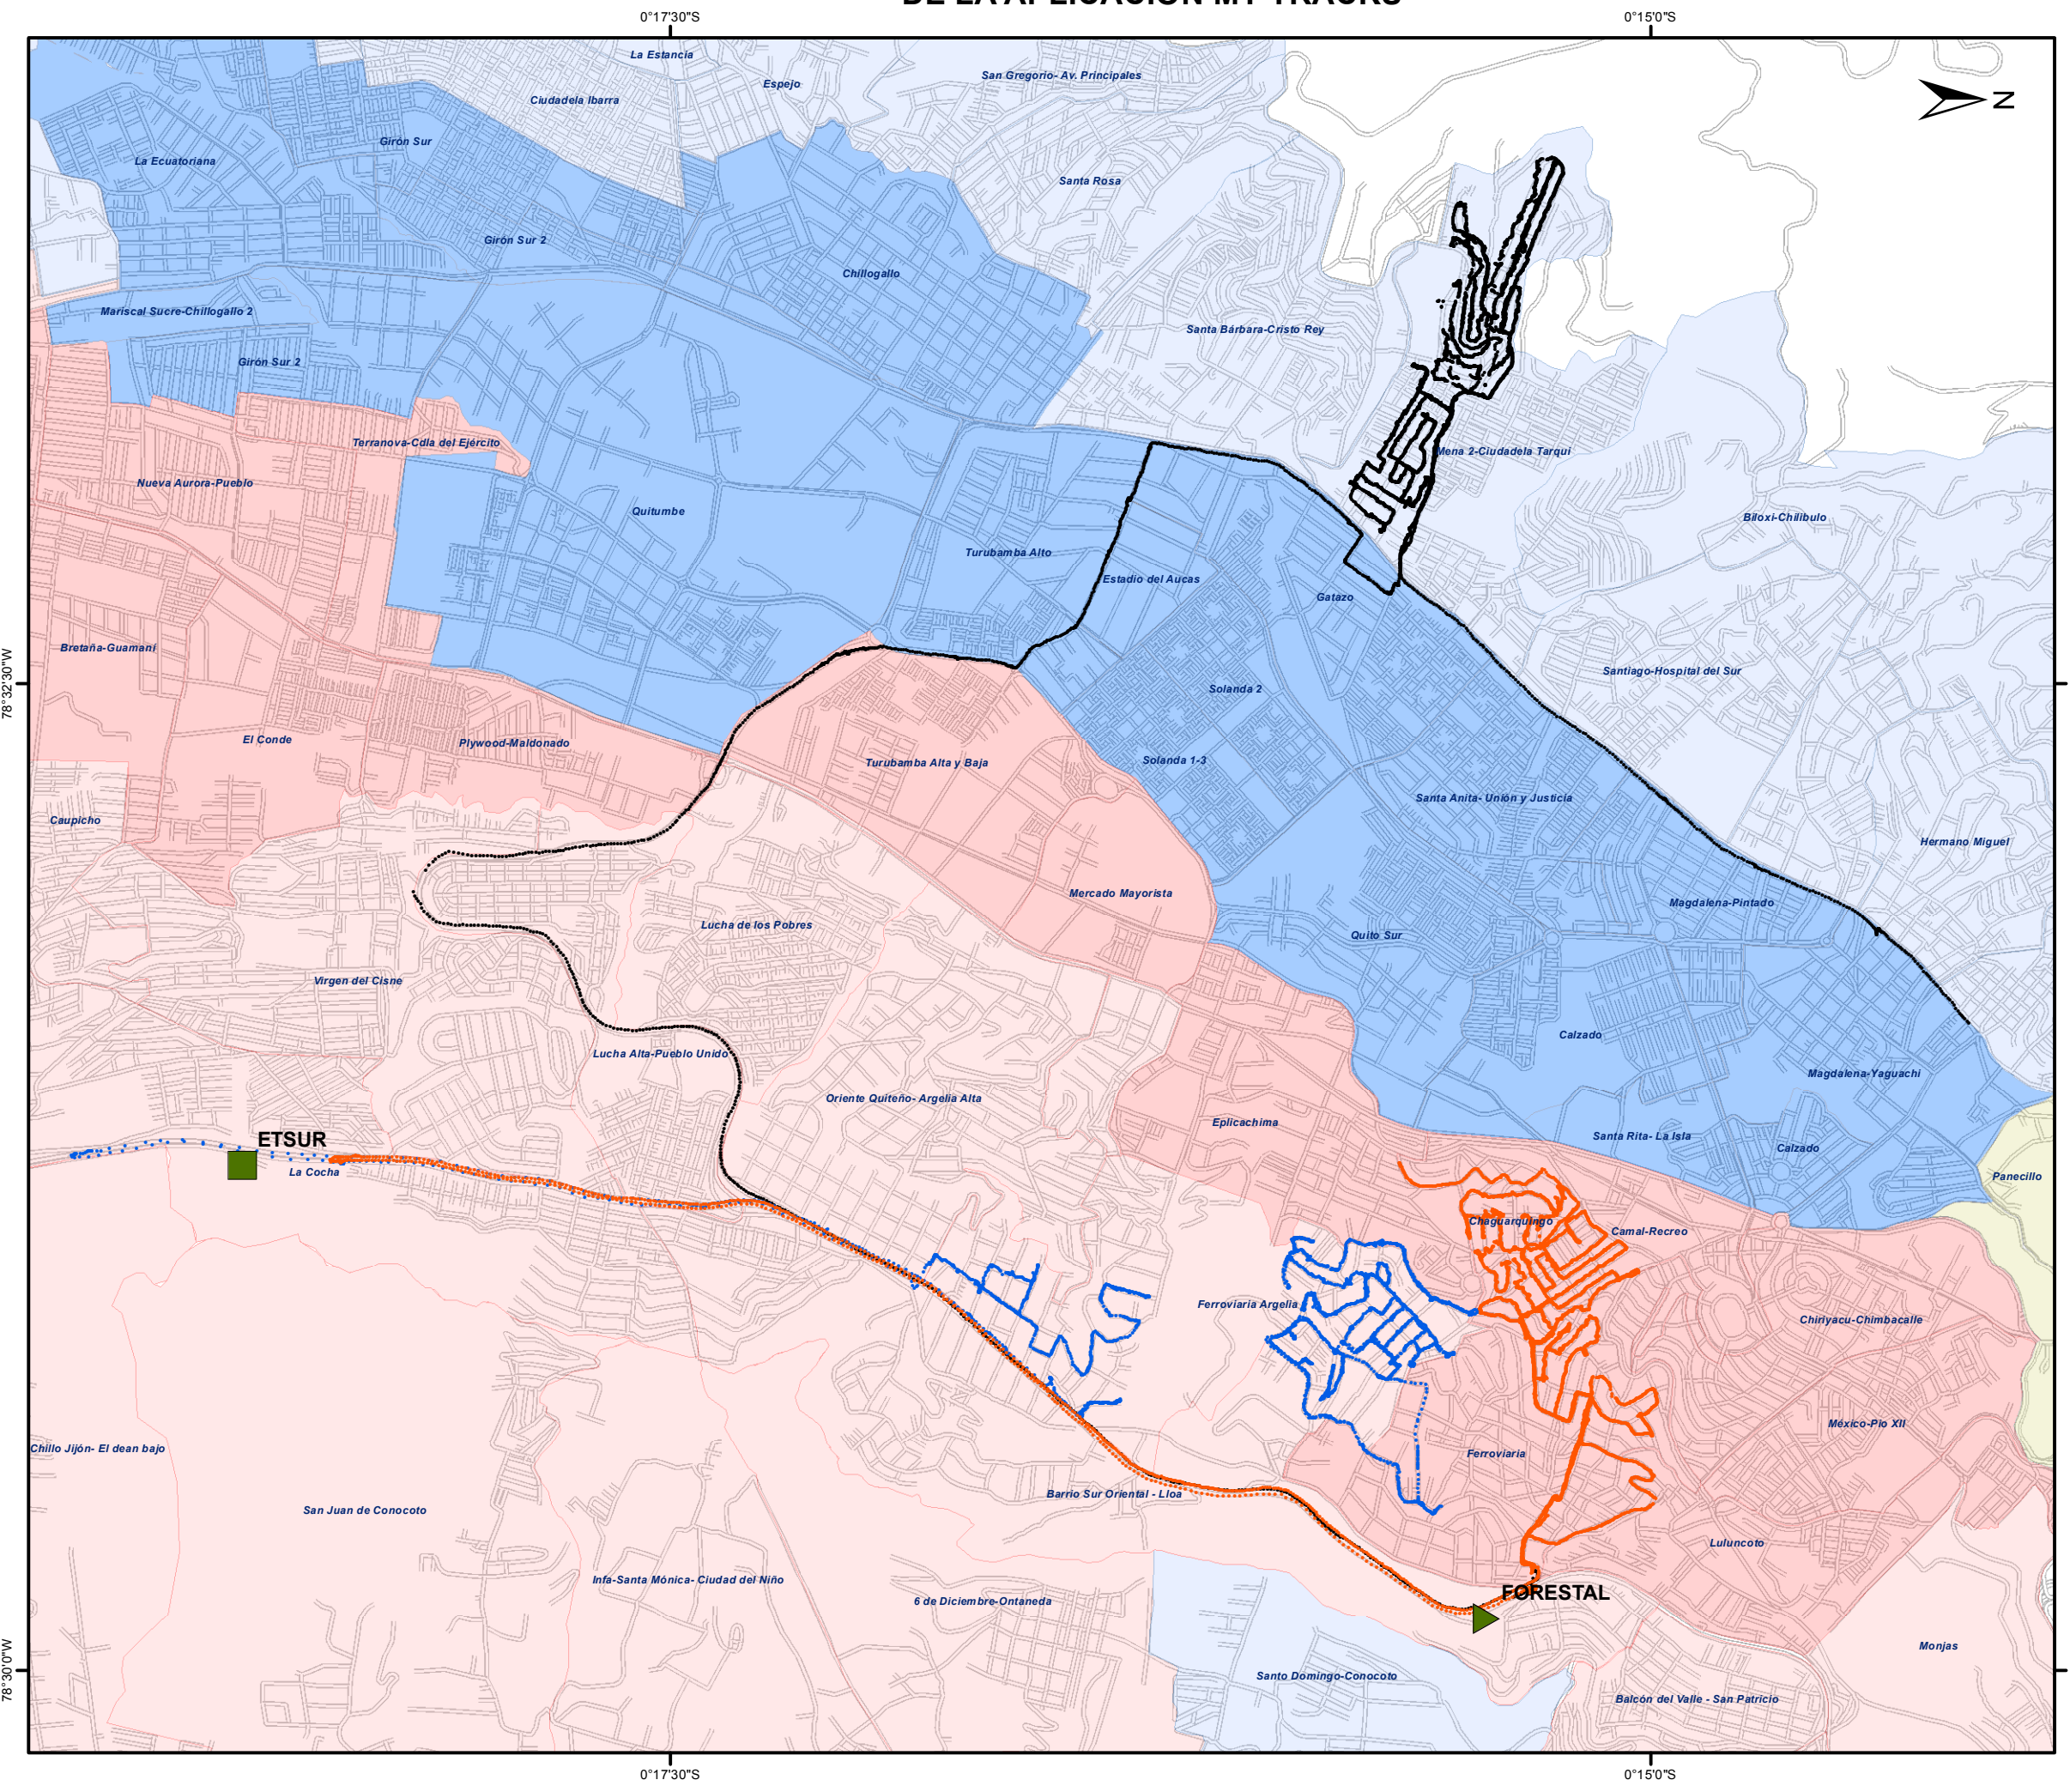 DE LA APLICACIÓN MY TRACKS
0°17'30"S
0°15'0"S
La Estancia
San Gregorio- Av. Principales
Espejo
Ciudadela Ibarra
N
Girón Sur
La Ecuatoriana
Santa Rosa
Girón Sur 2
Chillogallo
Mariscal Sucre-Chillogallo 2
Santa Bárbara-Cristo Rey
Girón Sur 2
Terranova-Cdla del Ejército
Mena 2-Ciudadela Tarqui
Nueva Aurora-Pueblo
Quitumbe
Biloxi-Chilibulo
Turubamba Alto
Estadio del Aucas
Gatazo
Bretaña-Guamaní
78°32'30"W
Santiago-Hospital del Sur
Solanda 2
El Conde
Plywood-Maldonado
Turubamba Alta y Baja
Solanda 1-3
Santa Anita- Unión y Justicia
Caupicho
Hermano Miguel
Mercado Mayorista
Magdalena-Pintado
Lucha de los Pobres
Quito Sur
Virgen del Cisne
Calzado
Lucha Alta-Pueblo Unido
Magdalena-Yaguachi
Oriente Quiteño- Argelia Alta
Eplicachima
Santa Rita- La Isla
ETSUR
Calzado
La Cocha
Panecillo
Chaguarquingo
Camal-Recreo
Ferroviaria Argelia
Chiriyacu-Chimbacalle
México-Pío XII
Chillo Jijón- El dean bajo
Ferroviaria
Barrio Sur Oriental - Lloa
San Juan de Conocoto
Luluncoto
Infa-Santa Mónica- Ciudad del Niño
FORESTAL
6 de Diciembre-Ontaneda
Monjas
78°30'0"W
Santo Domingo-Conocoto
Balcón del Valle - San Patricio
0°17'30"S
0°15'0"S